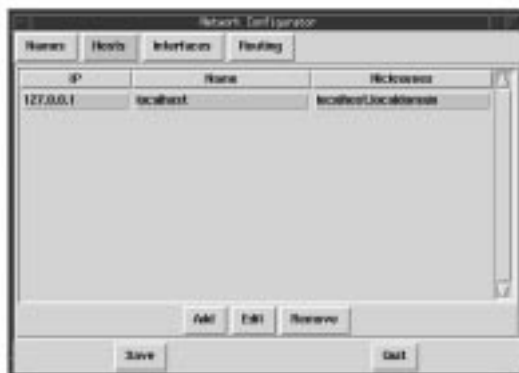 Network Configurator
Names Hosts Interfaces Routing
IP Name Nicknames
127.0.0.1 localhost localhost.localdomain
Add Edit Remove
Save Quit